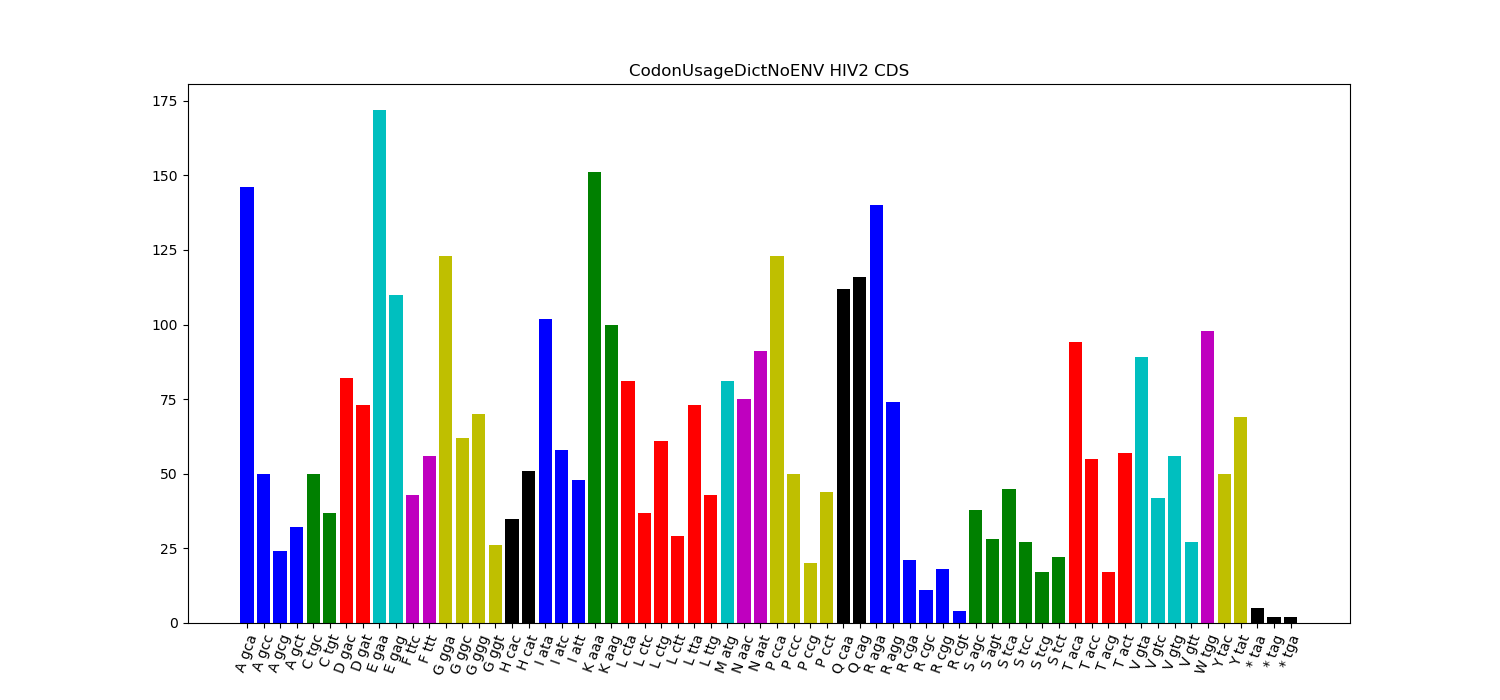 CodonUsageDictNoENV HIV2 CDS
175
150
125
100
75
50
25
0
A gca
A gcc
A gcg
A gct
C tgc
C tgt
D gac
D gat
E gaa
E gag
F ttc
F ttt
G gga
G ggc
G ggg
G ggt
H cac
H cat
I ata
I atc
I att
K aaa
K aag
L cta
L ctc
L ctg
L ctt
L tta
L ttg
M atg
N aac
N aat
P cca
P ccc
P ccg
P cct
Q caa
Q cag
R aga
R agg
R cga
R cgc
R cgg
R cgt
S agc
S agt
S tca
S tcc
S tcg
S tct
T aca
T acc
T acg
T act
V gta
V gtc
V gtg
V gtt
W tgg
Y tac
Y tat
* taa
* tag
* tga